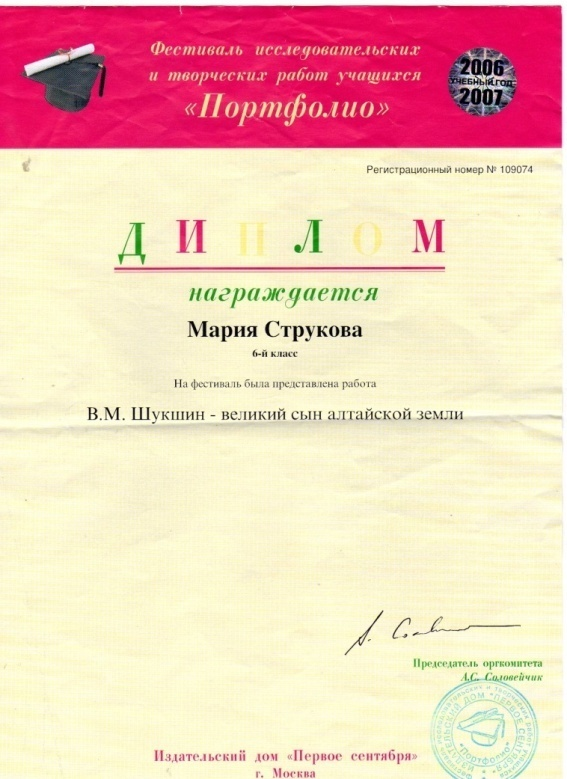 Фестиваль исследовательских
и творческих работ учащихся
«Портфолио»
2006
УЧЕБНЫЙ ГОД
2007
Регистрационный номер № 109074
ДИПЛОМ
награждается
Мария Струкова
6-й класс
На фестиваль была представлена работа
В.М. Шукшин - великий сын алтайской земли
Председатель оргкомитета
А.С. Соловейчик
Издательский дом «Первое сентября»
г. Москва
"Портфолио"